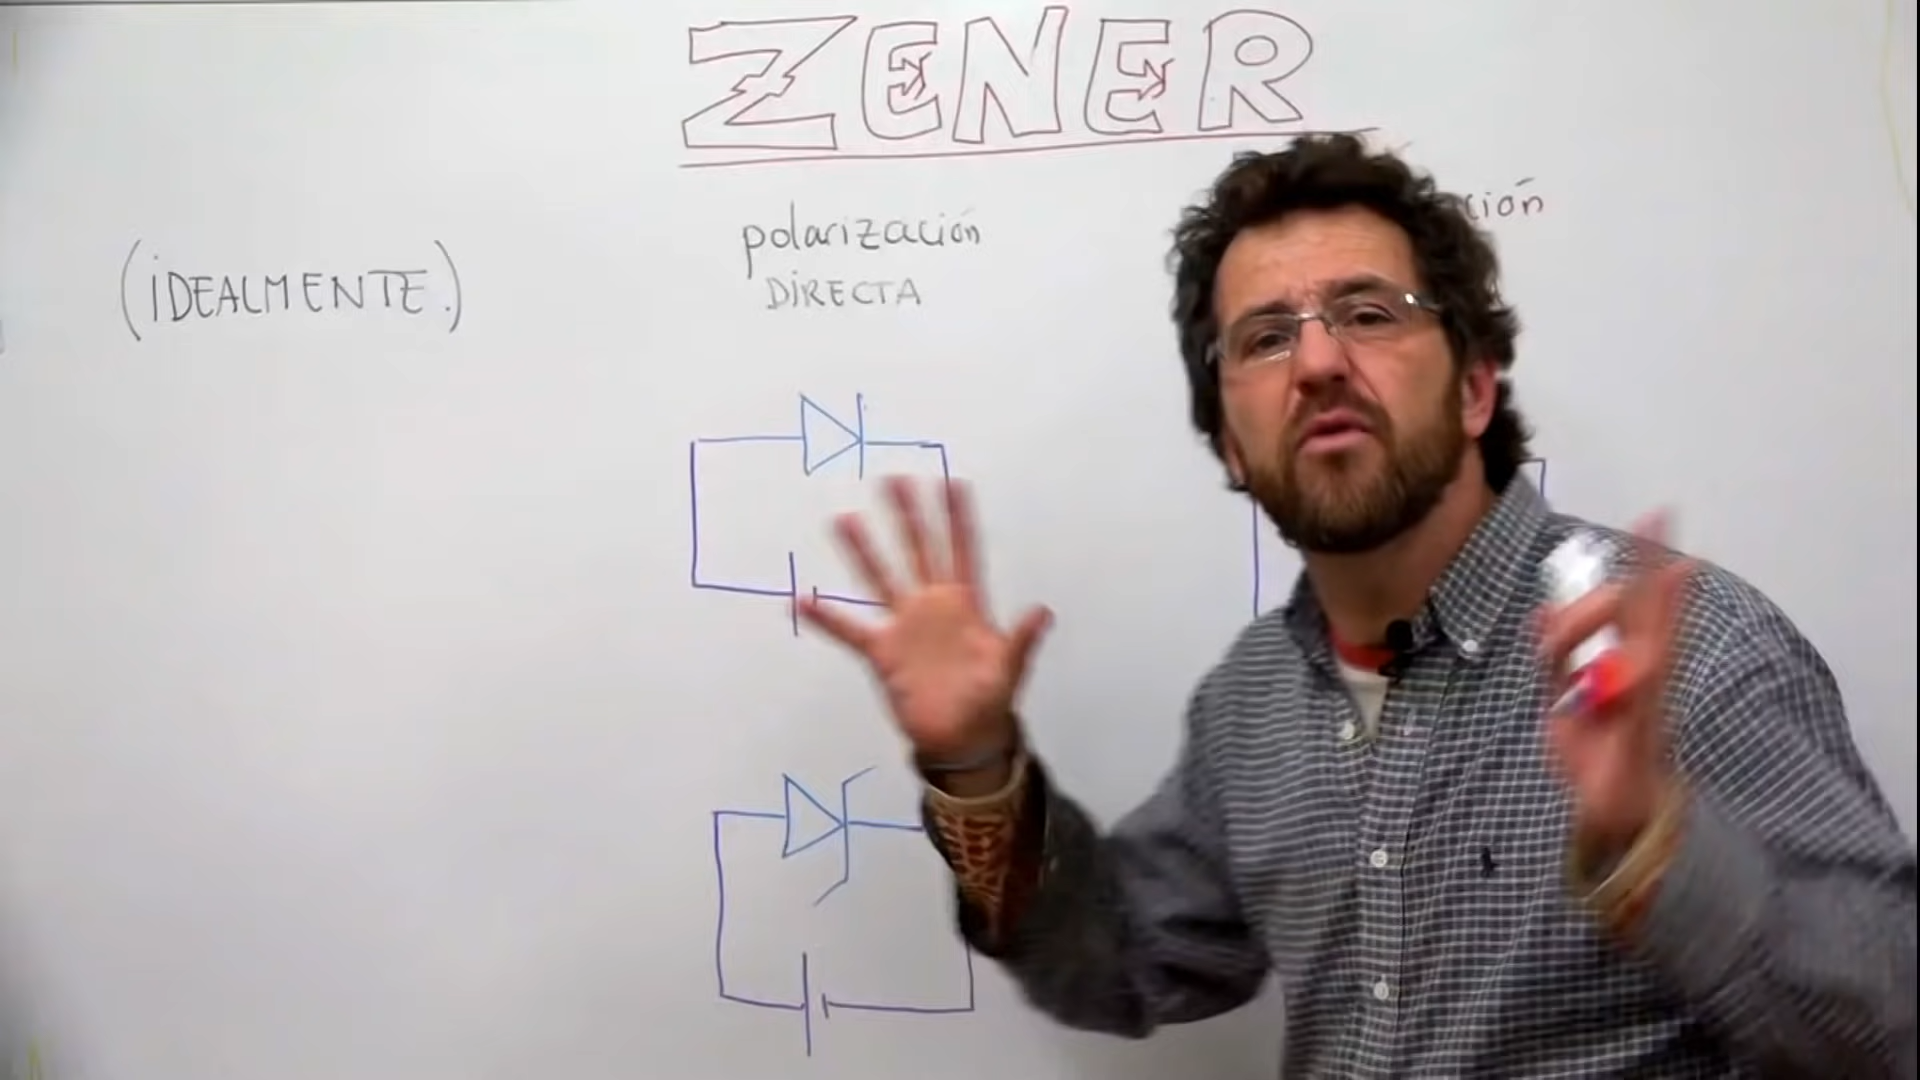 ZENER
polarización
DIRECTA
ción
(iDEALMENTE.)